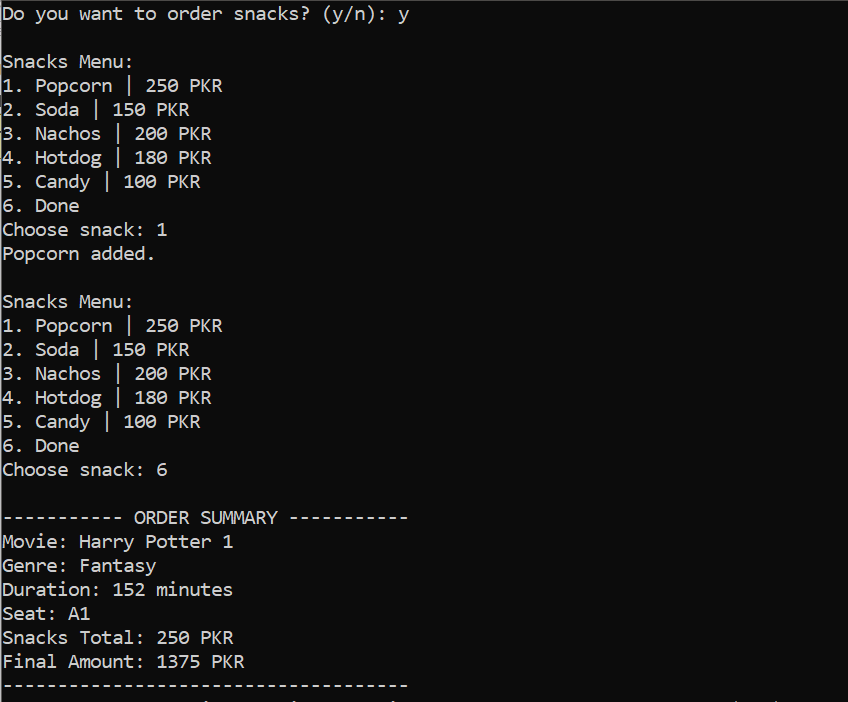 Do you want to order snacks? (y/n): y
Snacks Menu:
1. Popcorn | 250 PKR
2. Soda | 150 PKR
3. Nachos | 200 PKR
4. Hotdog | 180 PKR
5. Candy | 100 PKR
6. Done
Choose snack: 1
Popcorn added.
Snacks Menu:
1. Popcorn | 250 PKR
2. Soda | 150 PKR
3. Nachos | 200 PKR
4. Hotdog | 180 PKR
5. Candy | 100 PKR
6. Done
Choose snack: 6
----------- ORDER SUMMARY -----------
Movie: Harry Potter 1
Genre: Fantasy
Duration: 152 minutes
Seat: A1
Snacks Total: 250 PKR
Final Amount: 1375 PKR
-------------------------------------